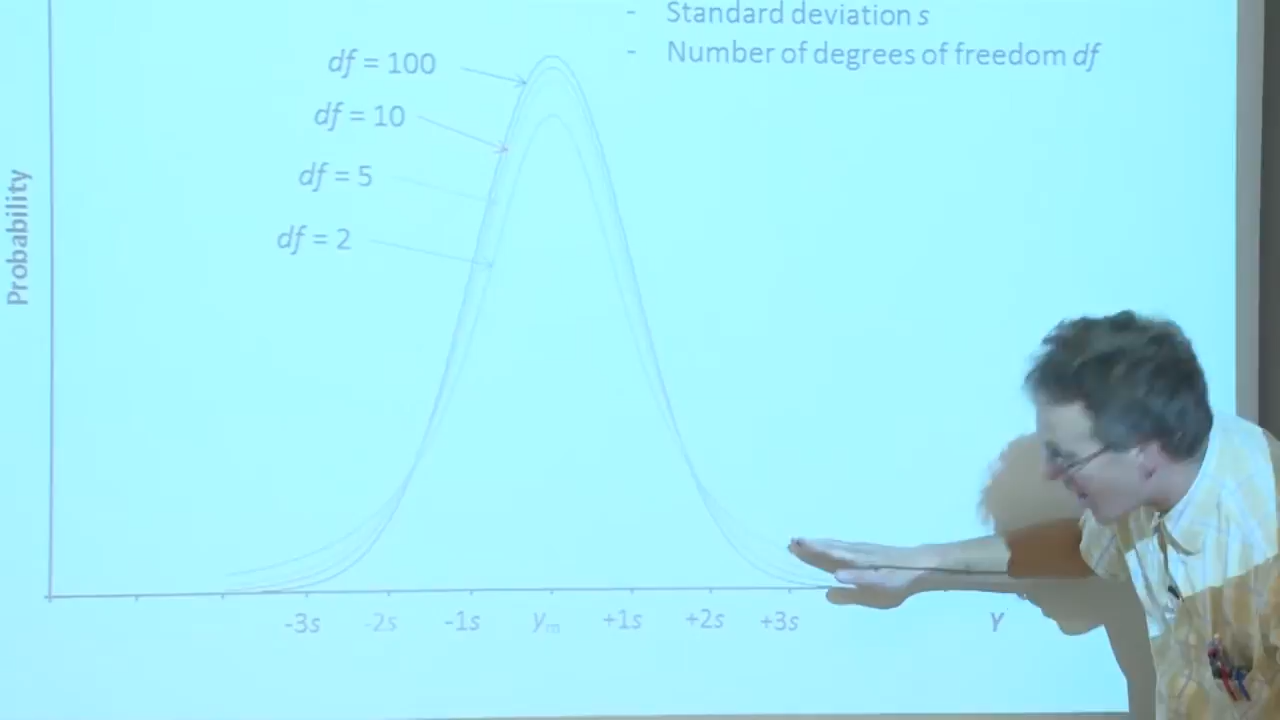 - Standard deviation s
- Number of degrees of freedom df
df = 100
df = 10
df = 5
df = 2
Probability
-3s -2s -1s ym +1s +2s +3s Y